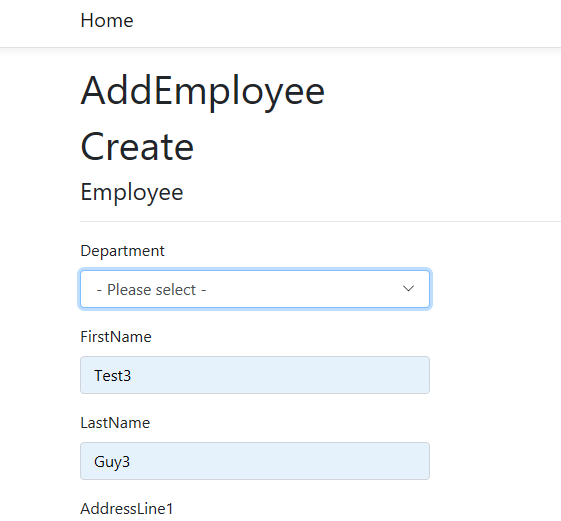 Home
AddEmployee
Create
Employee
Department
- Please select -
FirstName
Test3
LastName
Guy3
AddressLine1